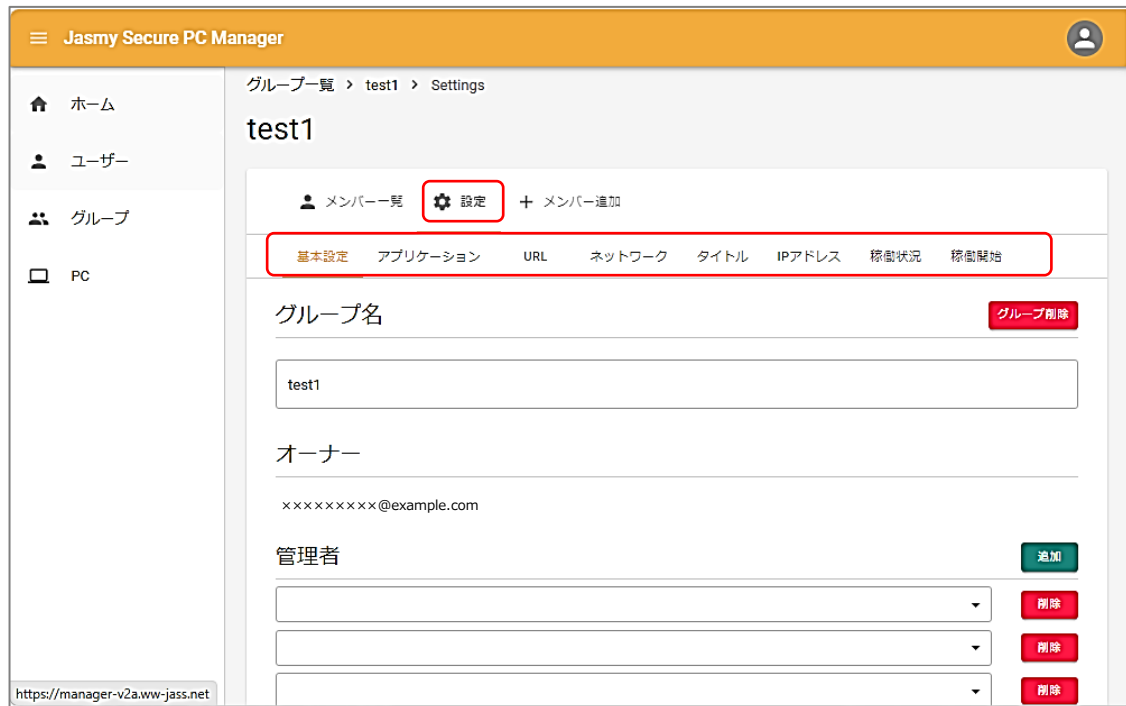 Jasmy Secure PC Manager
ホーム
ユーザー
グループ
PC
グループ一覧 > test1 > Settings
test1
メンバー一覧 設定 + メンバー追加
基本設定 アプリケーション URL ネットワーク タイトル IPアドレス 稼働状況 稼働開始
グループ名 グループ削除
test1
オーナー
×××××××××@example.com
管理者 追加
削除
削除
削除
https://manager-v2a.ww-jass.net